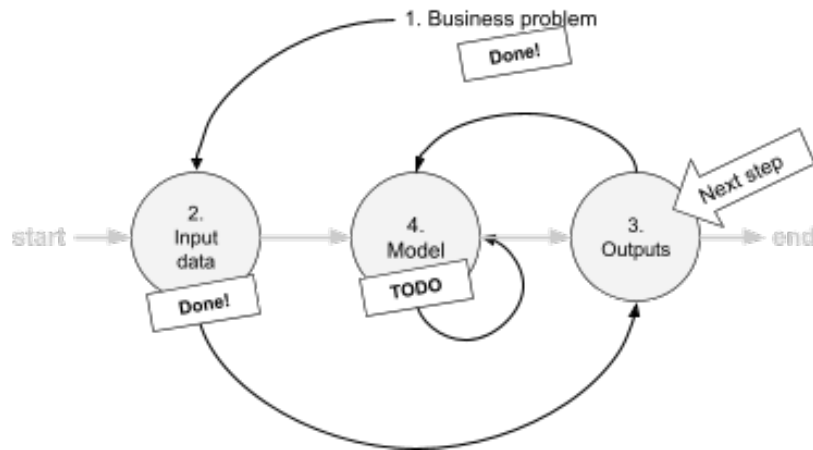 1. Business problem
Done!
Next step
2.
Input
data
Done!
4.
Model
TODO
3.
Outputs
start
end